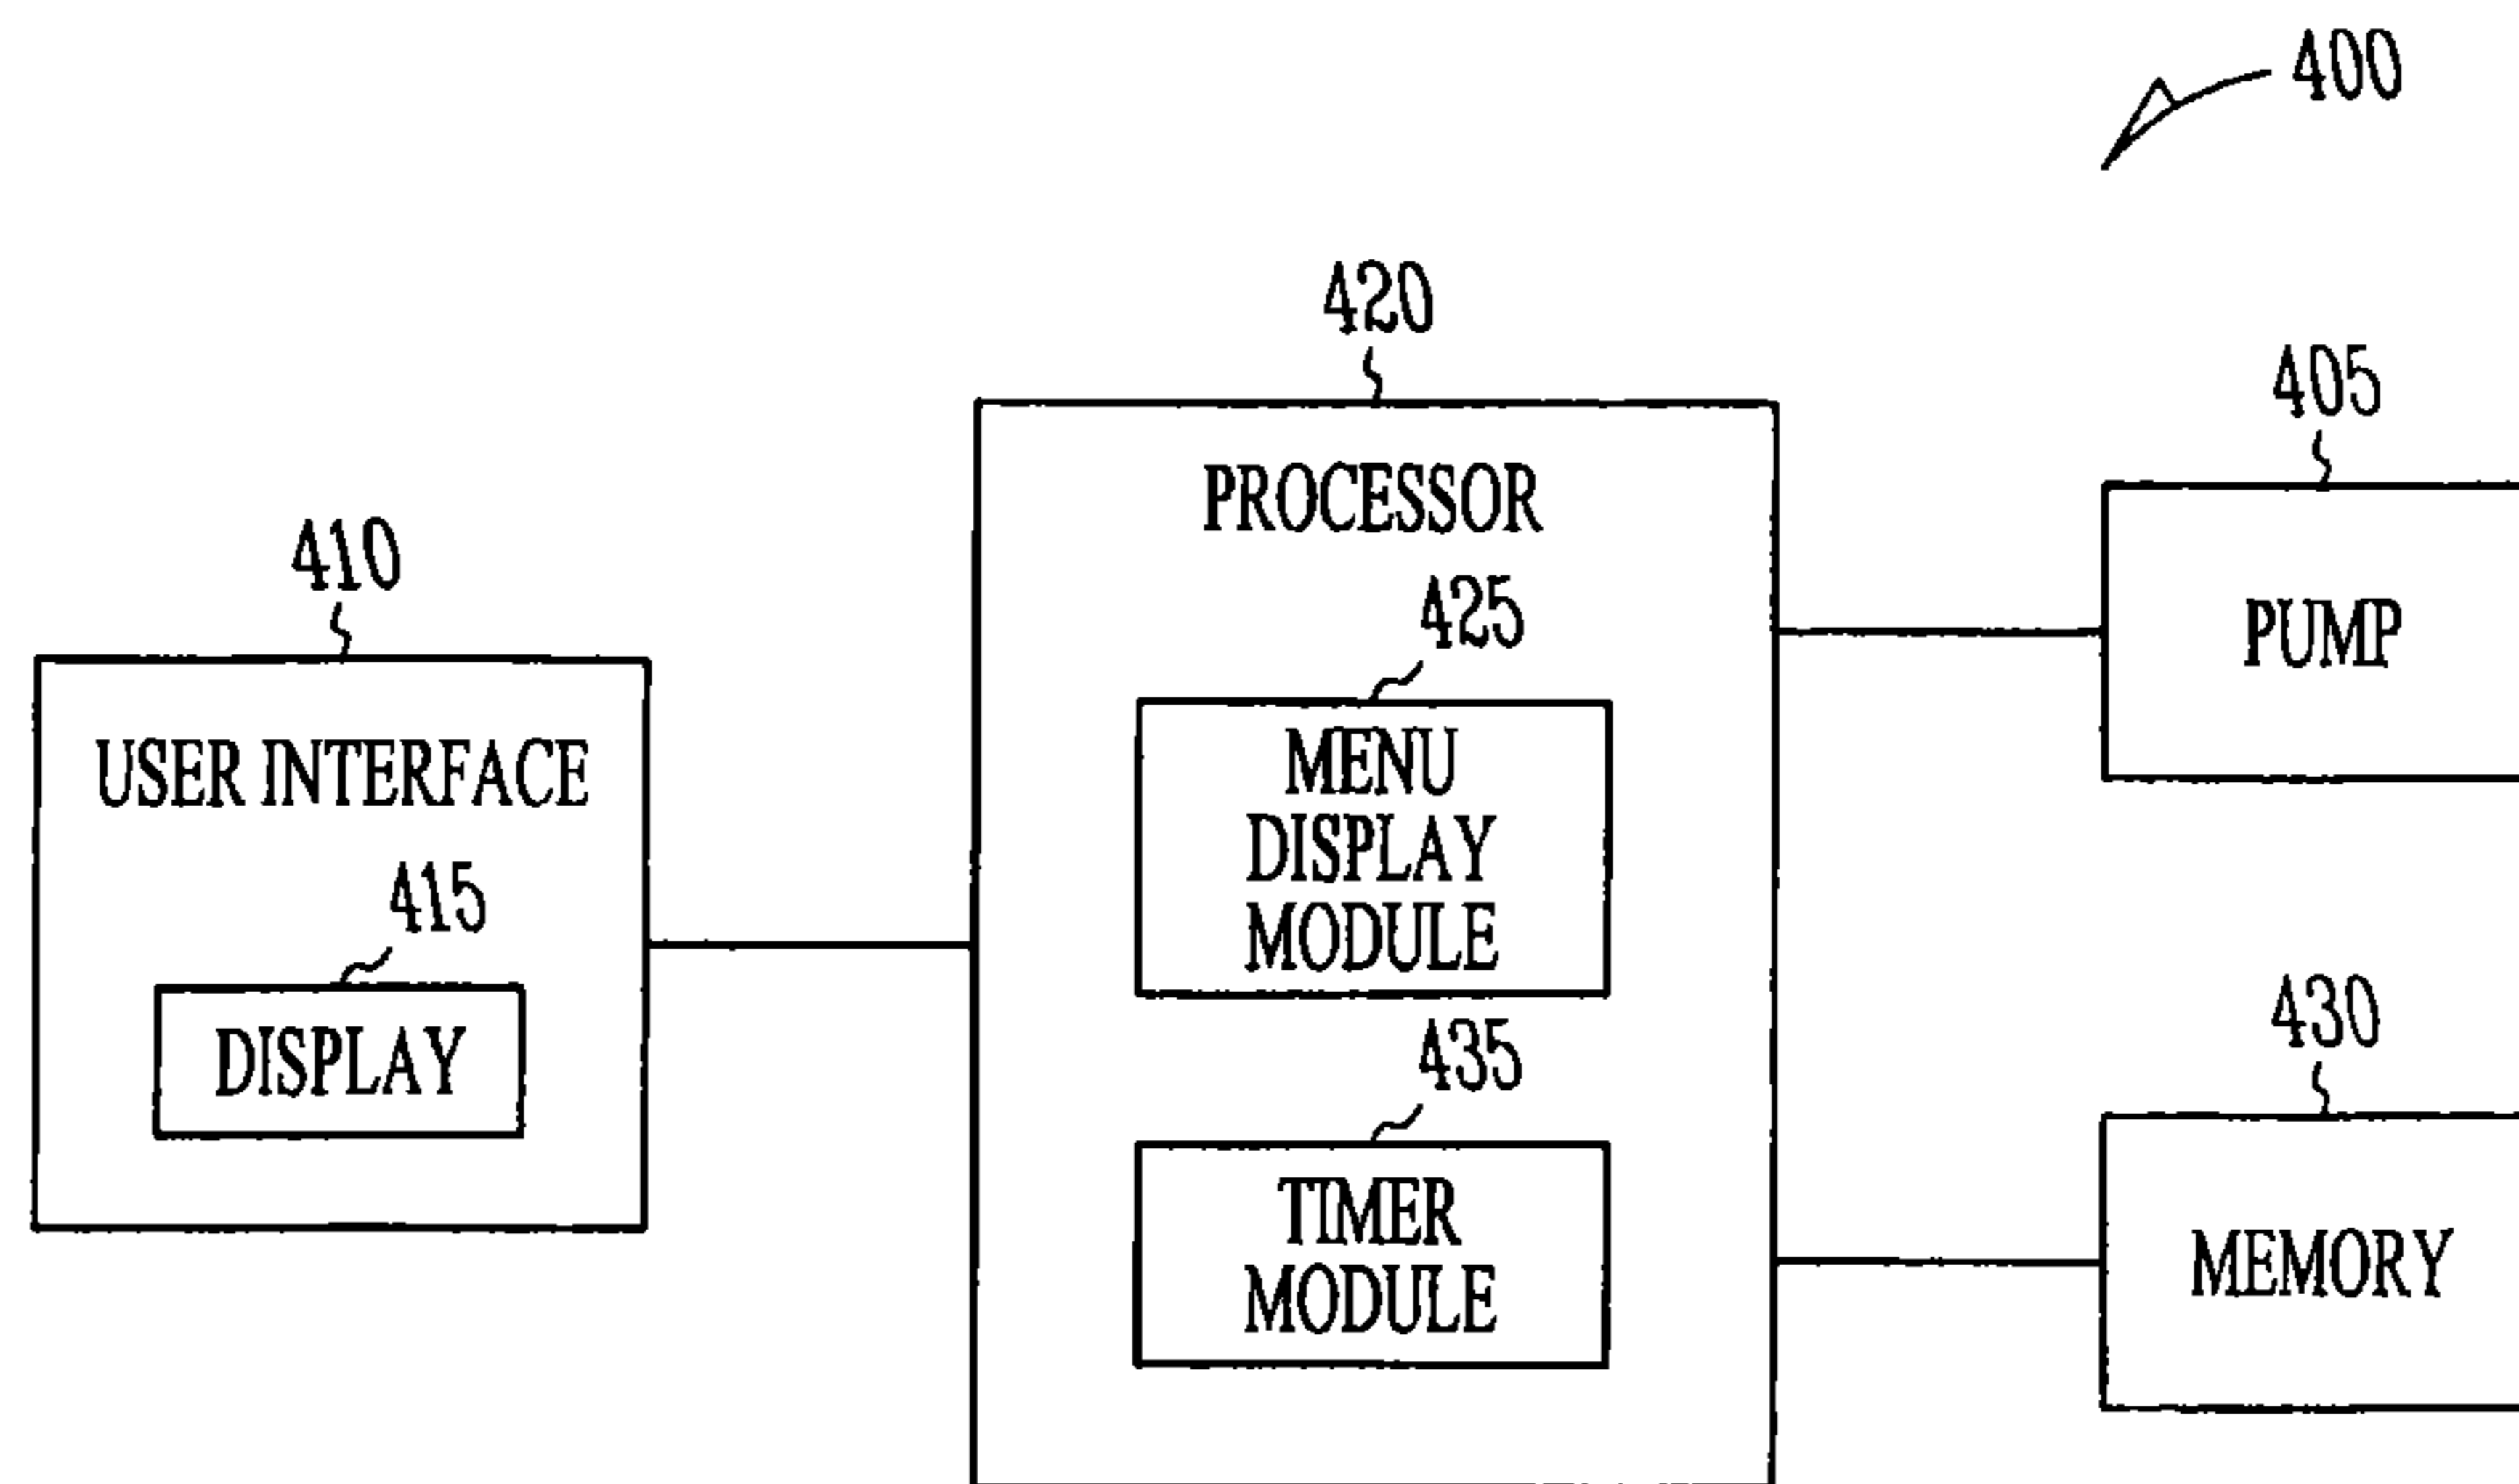 400
420
405
PROCESSOR
410
425
PUMP
USER INTERFACE
MENU
DISPLAY
MODULE
415
430
435
DISPLAY
TIMER
MODULE
MEMORY